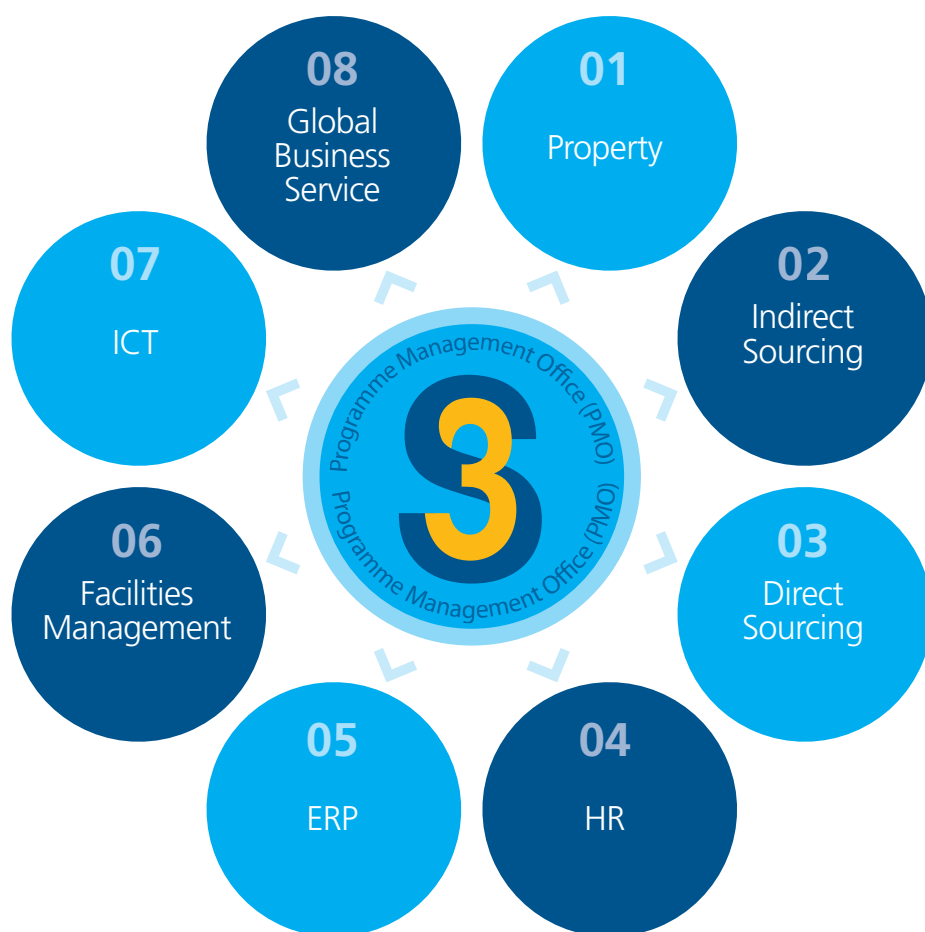 08
Global
Business
Service
01
Property
07
ICT
02
Indirect
Sourcing
Programme Management Office (PMO)
S3
Programme Management Office (PMO)
06
Facilities
Management
03
Direct
Sourcing
05
ERP
04
HR